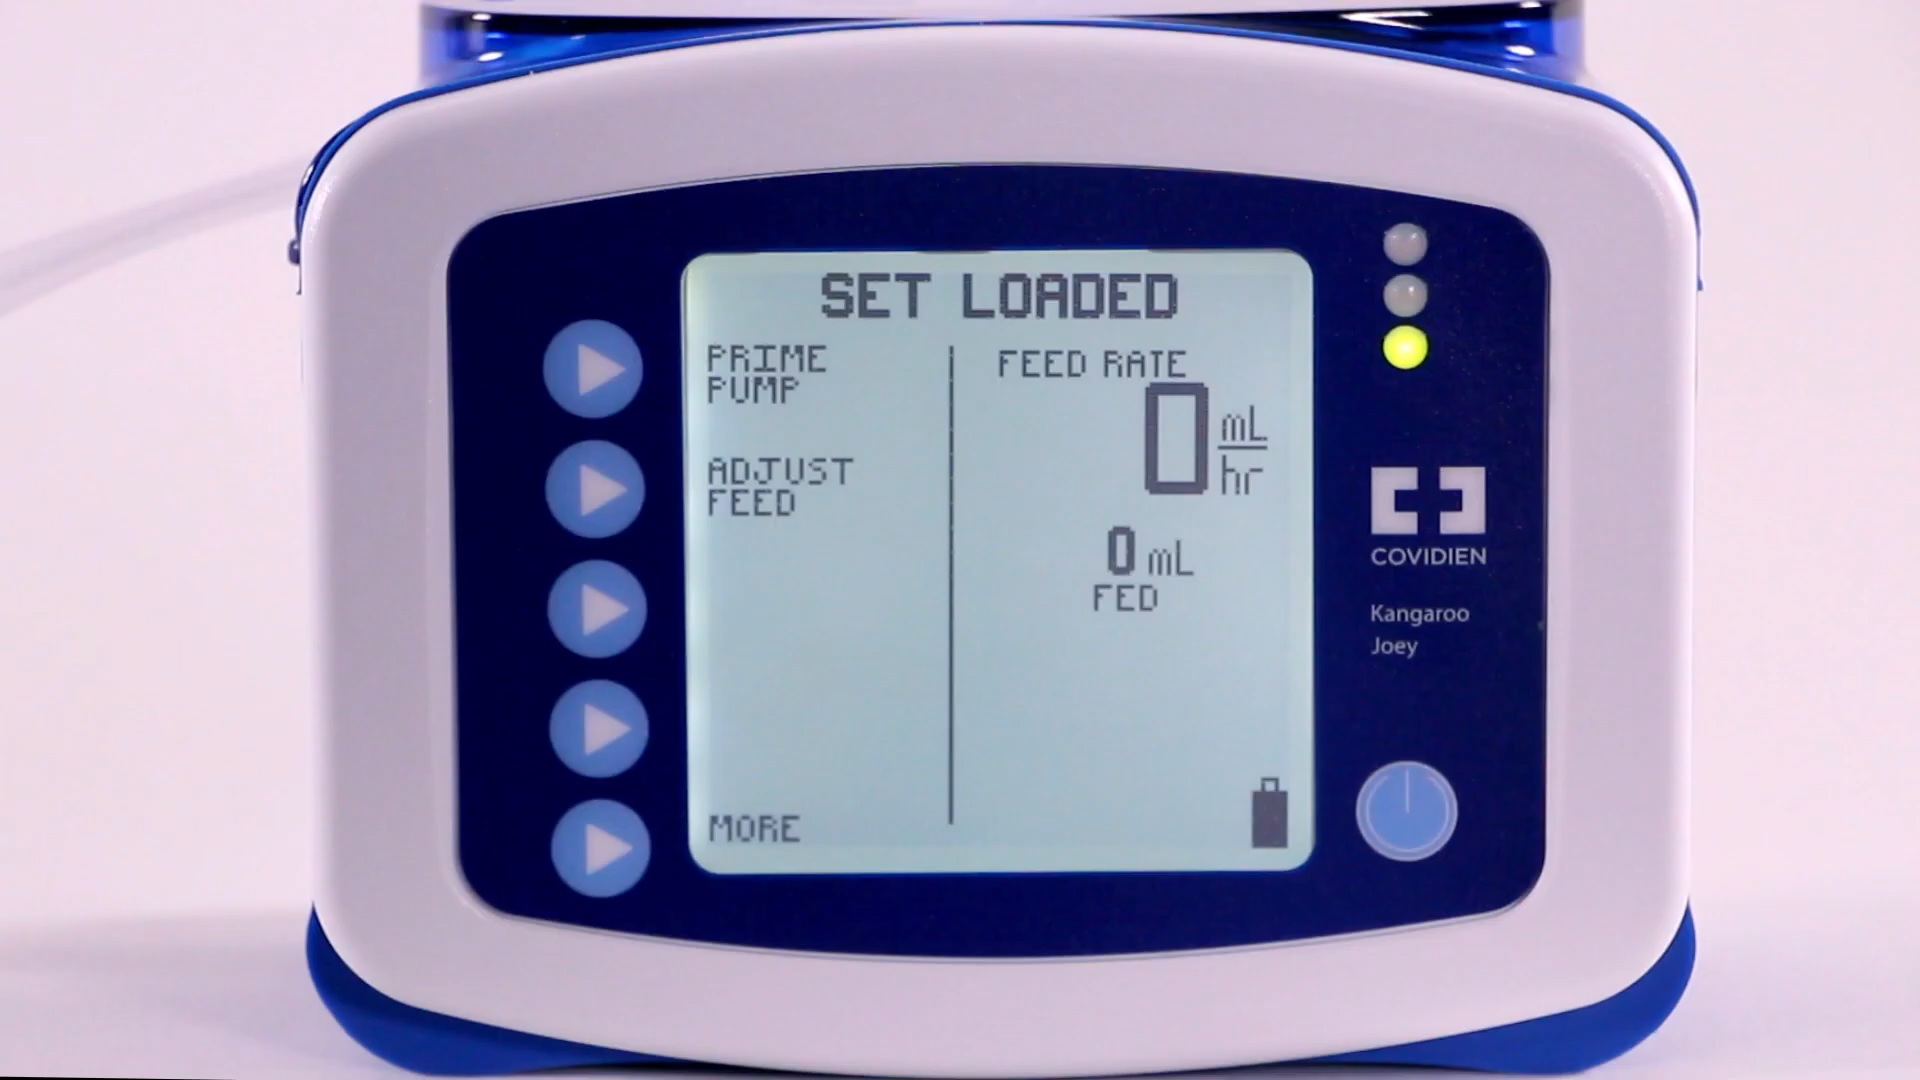 SET LOADED
PRIME
PUMP
ADJUST
FEED
MORE
FEED RATE
0 mL/hr
0 mL
FED
COVIDIEN
Kangaroo
Joey